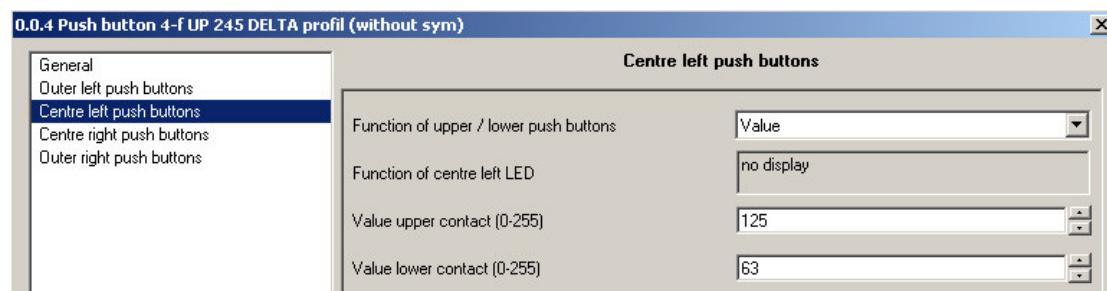 0.0.4 Push button 4-f UP 245 DELTA profil (without sym)
General
Outer left push buttons
Centre left push buttons
Centre right push buttons
Outer right push buttons
Centre left push buttons
Function of upper / lower push buttons Value
Function of centre left LED no display
Value upper contact (0-255) 125
Value lower contact (0-255) 63